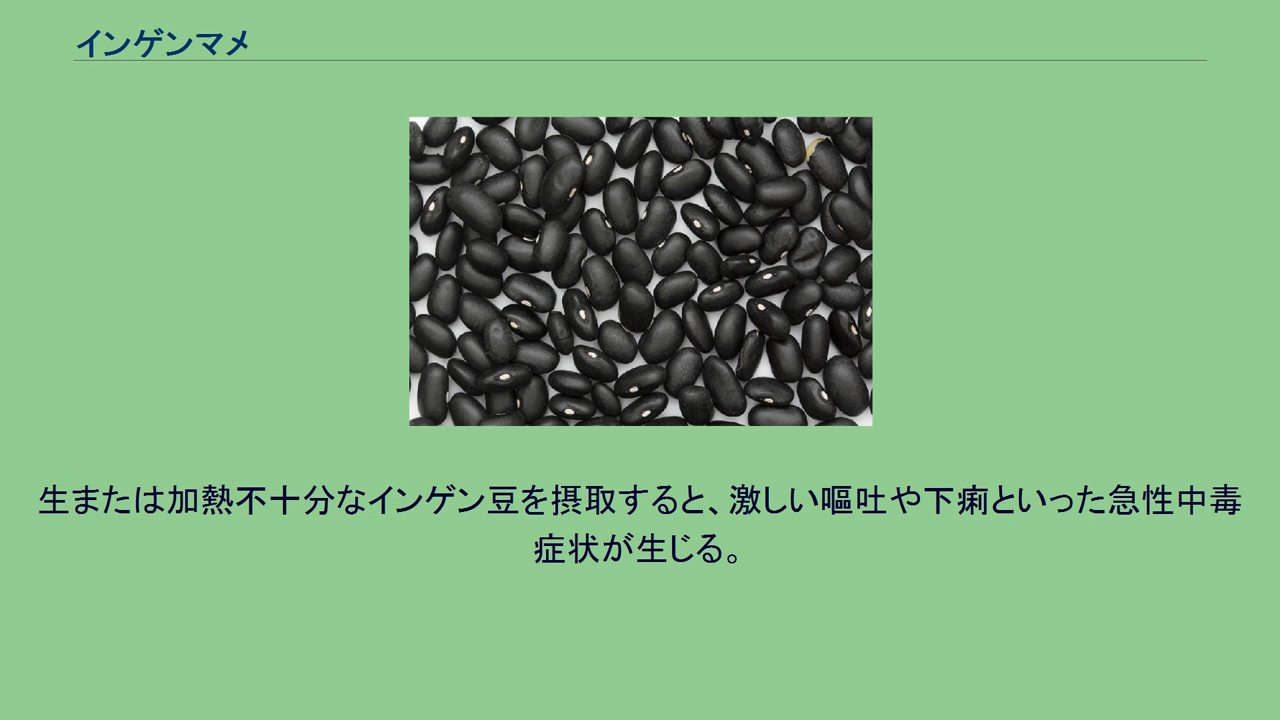 インゲンマメ
生または加熱不十分なインゲン豆を摂取すると、激しい嘔吐や下痢といった急性中毒
症状が生じる。